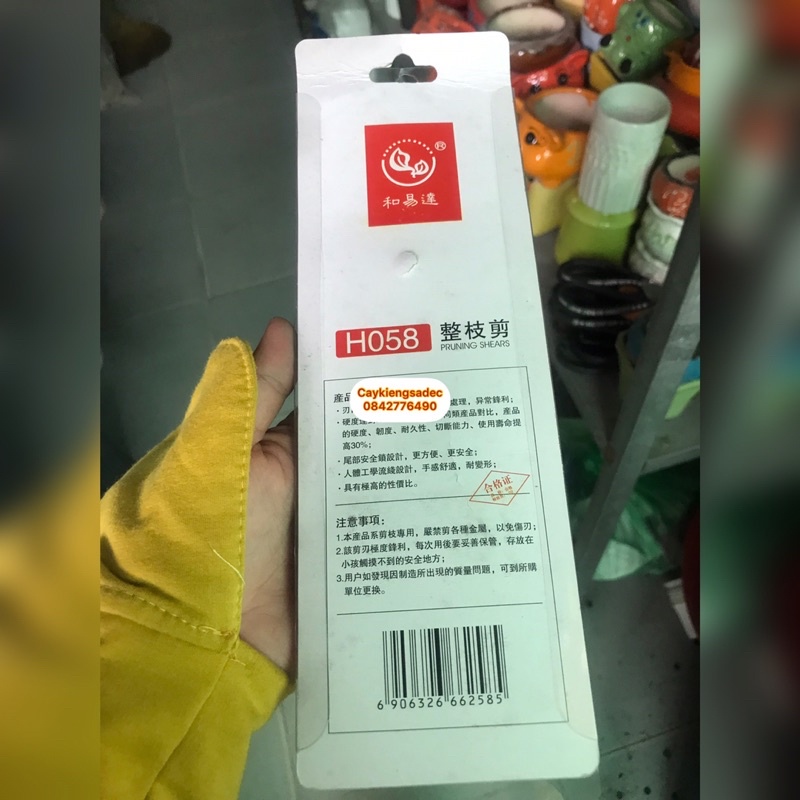 ®
和易達
H058 整枝剪
PRUNING SHEARS
Caykiengsadec
0842776490
產品
處理，异常鋒利；
·硬度達 同類產品對比，產品
的硬度、韌度、耐久性、切斷能力、使用壽命提
高30%；
·尾部安全鎖設計，更方便、更安全；
·人體工學流綫設計，手感舒適，耐變形；
·具有極高的性價比。
合格证
注意事項：
1.本產品系剪枝專用，嚴禁剪各種金屬，以免傷刃；
2.該剪刃極度鋒利，每次用後要妥善保管，存放在
小孩觸摸不到的安全地方；
3.用户如發現因制造所出現的質量問題，可到所購
單位更换。
6 906326 662585